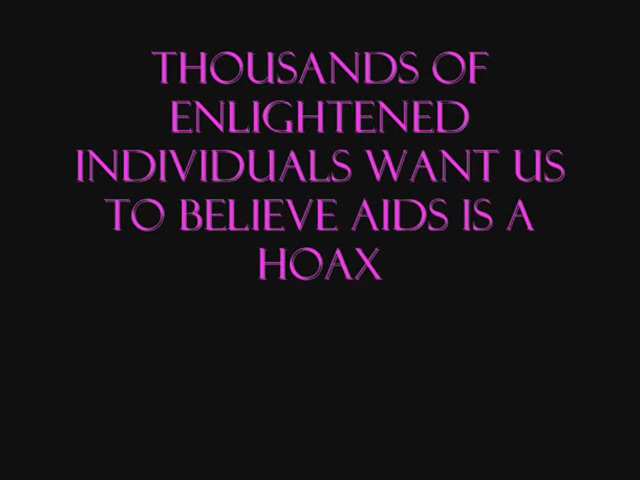 THOUSANDS OF
ENLIGHTENED
INDIVIDUALS WANT US
TO BELIEVE AIDS IS A
HOAX